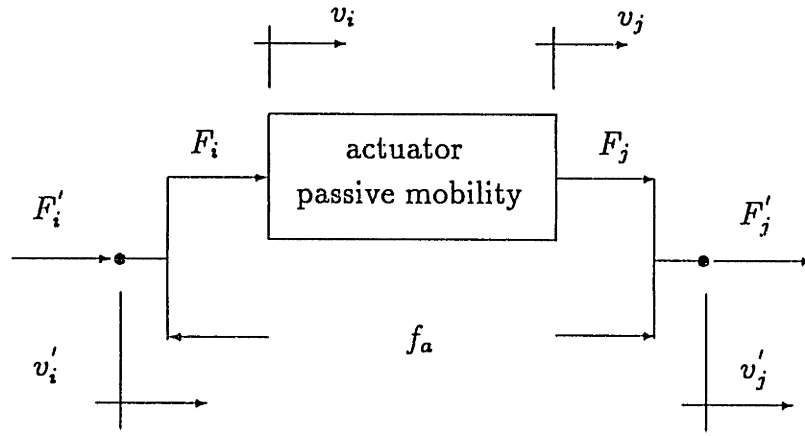 v_i v_j
F_i actuator F_j
passive mobility
F_i' F_j'
f_a
v_i' v_j'